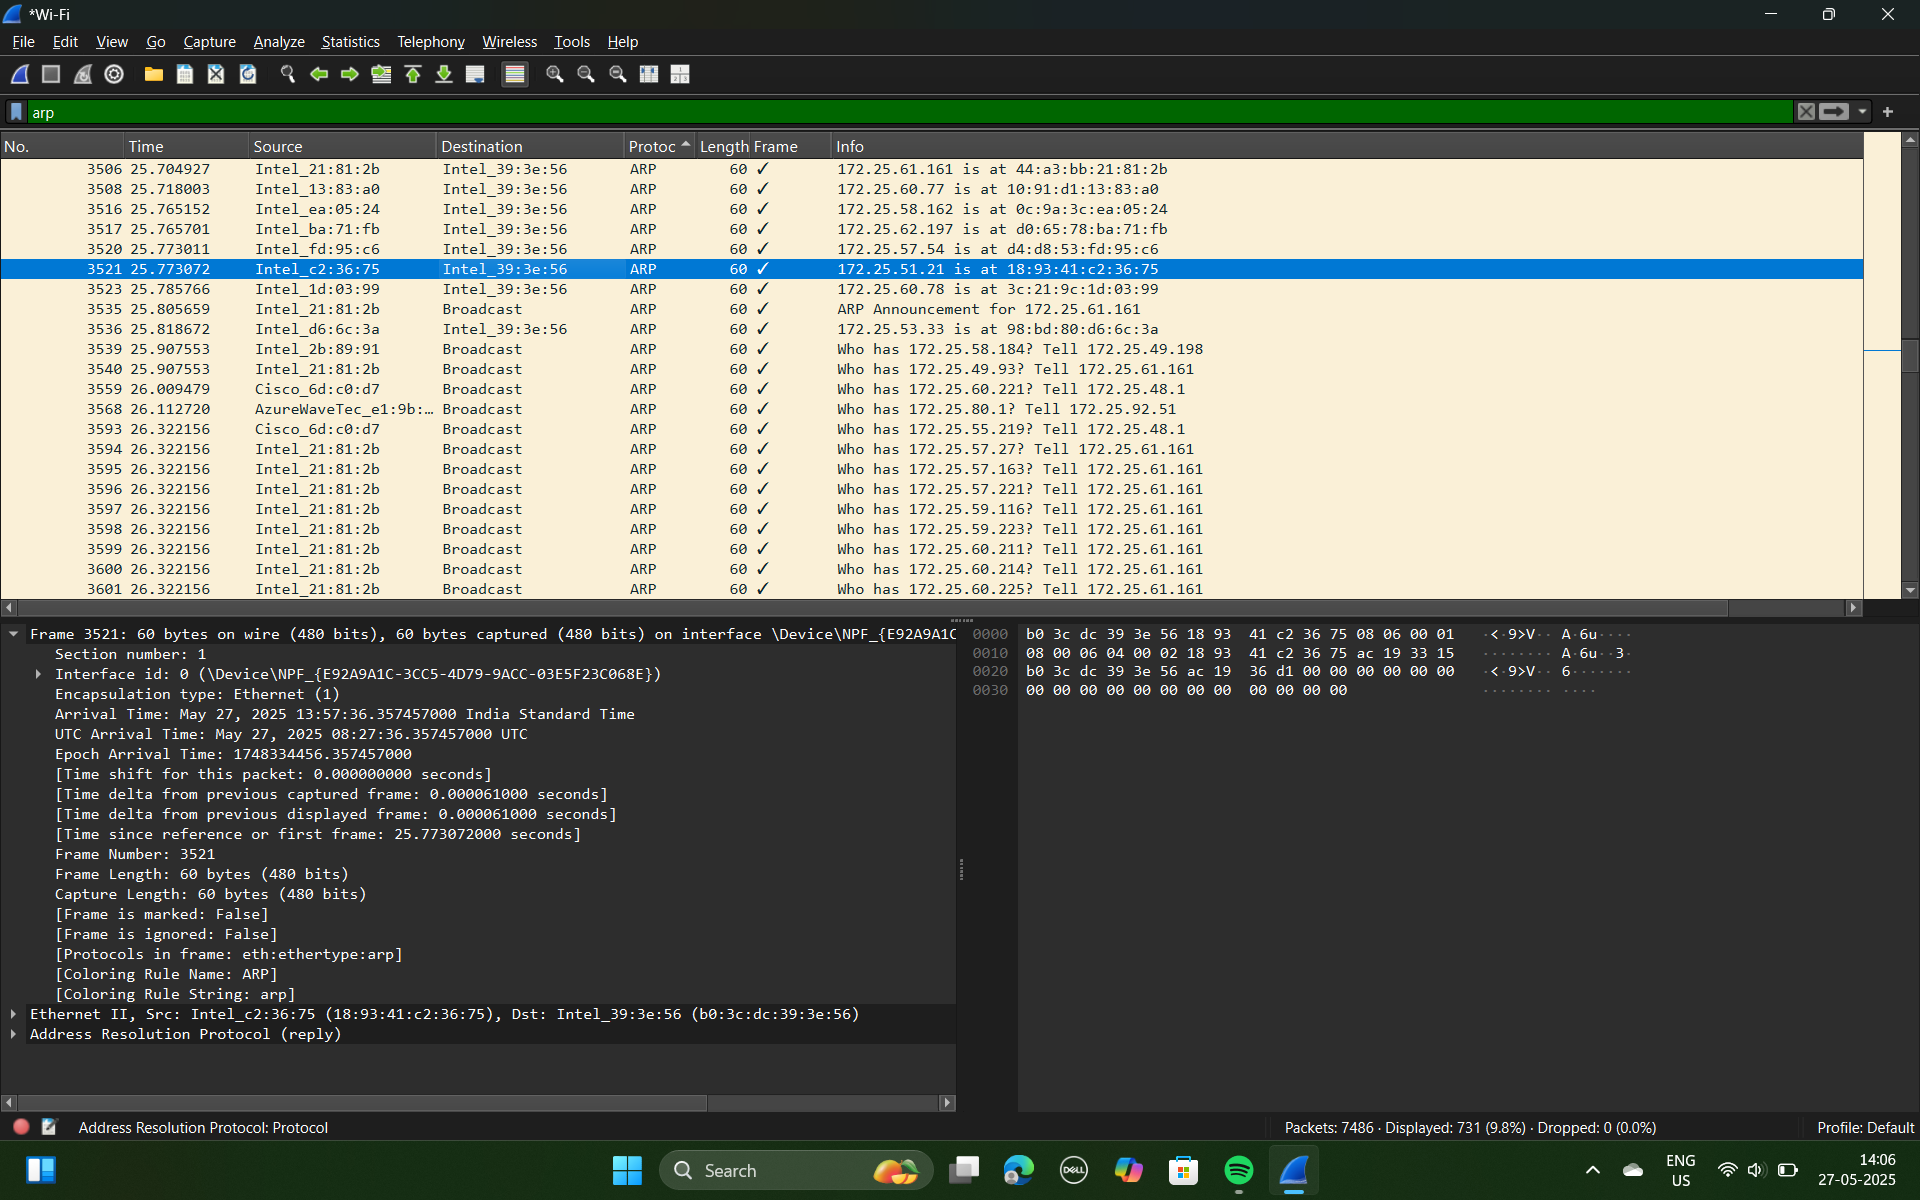 *Wi-Fi
File Edit View Go Capture Analyze Statistics Telephony Wireless Tools Help
arp
No. Time Source Destination Protoc Length Frame Info
3506 25.704927 Intel_21:81:2b Intel_39:3e:56 ARP 60 ✓ 172.25.61.161 is at 44:a3:bb:21:81:2b
3508 25.718003 Intel_13:83:a0 Intel_39:3e:56 ARP 60 ✓ 172.25.60.77 is at 10:91:d1:13:83:a0
3516 25.765152 Intel_ea:05:24 Intel_39:3e:56 ARP 60 ✓ 172.25.58.162 is at 0c:9a:3c:ea:05:24
3517 25.765701 Intel_ba:71:fb Intel_39:3e:56 ARP 60 ✓ 172.25.62.197 is at d0:65:78:ba:71:fb
3520 25.773011 Intel_fd:95:c6 Intel_39:3e:56 ARP 60 ✓ 172.25.57.54 is at d4:d8:53:fd:95:c6
3521 25.773072 Intel_c2:36:75 Intel_39:3e:56 ARP 60 ✓ 172.25.51.21 is at 18:93:41:c2:36:75
3523 25.785766 Intel_1d:03:99 Intel_39:3e:56 ARP 60 ✓ 172.25.60.78 is at 3c:21:9c:1d:03:99
3535 25.805659 Intel_21:81:2b Broadcast ARP 60 ✓ ARP Announcement for 172.25.61.161
3536 25.818672 Intel_d6:6c:3a Intel_39:3e:56 ARP 60 ✓ 172.25.53.33 is at 98:bd:80:d6:6c:3a
3539 25.907553 Intel_2b:89:91 Broadcast ARP 60 ✓ Who has 172.25.58.184? Tell 172.25.49.198
3540 25.907553 Intel_21:81:2b Broadcast ARP 60 ✓ Who has 172.25.49.93? Tell 172.25.61.161
3559 26.009479 Cisco_6d:c0:d7 Broadcast ARP 60 ✓ Who has 172.25.60.221? Tell 172.25.48.1
3568 26.112720 AzureWaveTec_e1:9b:… Broadcast ARP 60 ✓ Who has 172.25.80.1? Tell 172.25.92.51
3593 26.322156 Cisco_6d:c0:d7 Broadcast ARP 60 ✓ Who has 172.25.55.219? Tell 172.25.48.1
3594 26.322156 Intel_21:81:2b Broadcast ARP 60 ✓ Who has 172.25.57.27? Tell 172.25.61.161
3595 26.322156 Intel_21:81:2b Broadcast ARP 60 ✓ Who has 172.25.57.163? Tell 172.25.61.161
3596 26.322156 Intel_21:81:2b Broadcast ARP 60 ✓ Who has 172.25.57.221? Tell 172.25.61.161
3597 26.322156 Intel_21:81:2b Broadcast ARP 60 ✓ Who has 172.25.59.116? Tell 172.25.61.161
3598 26.322156 Intel_21:81:2b Broadcast ARP 60 ✓ Who has 172.25.59.223? Tell 172.25.61.161
3599 26.322156 Intel_21:81:2b Broadcast ARP 60 ✓ Who has 172.25.60.211? Tell 172.25.61.161
3600 26.322156 Intel_21:81:2b Broadcast ARP 60 ✓ Who has 172.25.60.214? Tell 172.25.61.161
3601 26.322156 Intel_21:81:2b Broadcast ARP 60 ✓ Who has 172.25.60.225? Tell 172.25.61.161
Frame 3521: 60 bytes on wire (480 bits), 60 bytes captured (480 bits) on interface \Device\NPF_{E92A9A1C
Section number: 1
Interface id: 0 (\Device\NPF_{E92A9A1C-3CC5-4D79-9ACC-03E5F23C068E})
Encapsulation type: Ethernet (1)
Arrival Time: May 27, 2025 13:57:36.357457000 India Standard Time
UTC Arrival Time: May 27, 2025 08:27:36.357457000 UTC
Epoch Arrival Time: 1748334456.357457000
[Time shift for this packet: 0.000000000 seconds]
[Time delta from previous captured frame: 0.000061000 seconds]
[Time delta from previous displayed frame: 0.000061000 seconds]
[Time since reference or first frame: 25.773072000 seconds]
Frame Number: 3521
Frame Length: 60 bytes (480 bits)
Capture Length: 60 bytes (480 bits)
[Frame is marked: False]
[Frame is ignored: False]
[Protocols in frame: eth:ethertype:arp]
[Coloring Rule Name: ARP]
[Coloring Rule String: arp]
Ethernet II, Src: Intel_c2:36:75 (18:93:41:c2:36:75), Dst: Intel_39:3e:56 (b0:3c:dc:39:3e:56)
Address Resolution Protocol (reply)
0000 b0 3c dc 39 3e 56 18 93 41 c2 36 75 08 06 00 01 ·<·9>V·· A·6u····
0010 08 00 06 04 00 02 18 93 41 c2 36 75 ac 19 33 15 ········ A·6u··3·
0020 b0 3c dc 39 3e 56 ac 19 36 d1 00 00 00 00 00 00 ·<·9>V·· 6·······
0030 00 00 00 00 00 00 00 00 00 00 00 00 ········ ····
Address Resolution Protocol: Protocol
Packets: 7486 · Displayed: 731 (9.8%) · Dropped: 0 (0.0%)
Profile: Default
Search
DELL
ENG
US
14:06
27-05-2025